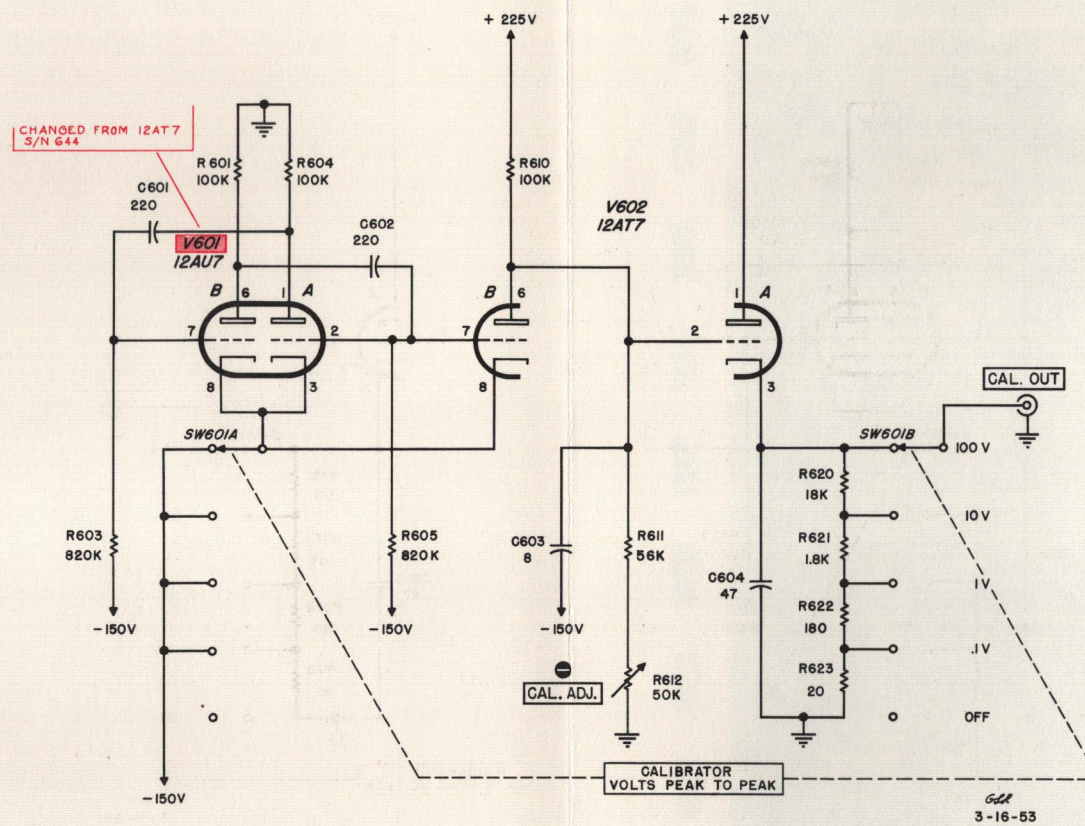 + 225V
+ 225V
CHANGED FROM 12AT7
S/N 644
R601
100K
R604
100K
R610
100K
C601
220
C602
220
V601
12AU7
V602
12AT7
B 6
1 A
B 6
1 A
7
2
7
2
8
3
8
3
CAL. OUT
SW601A
SW601B
100 V
R620
18K
10 V
R603
820K
R605
820K
C603
8
R611
56K
R621
1.8K
C604
47
1 V
R622
180
-150V
-150V
-150V
.1V
R623
20
CAL. ADJ.
R612
50K
OFF
CALIBRATOR
VOLTS PEAK TO PEAK
-150V
3-16-53